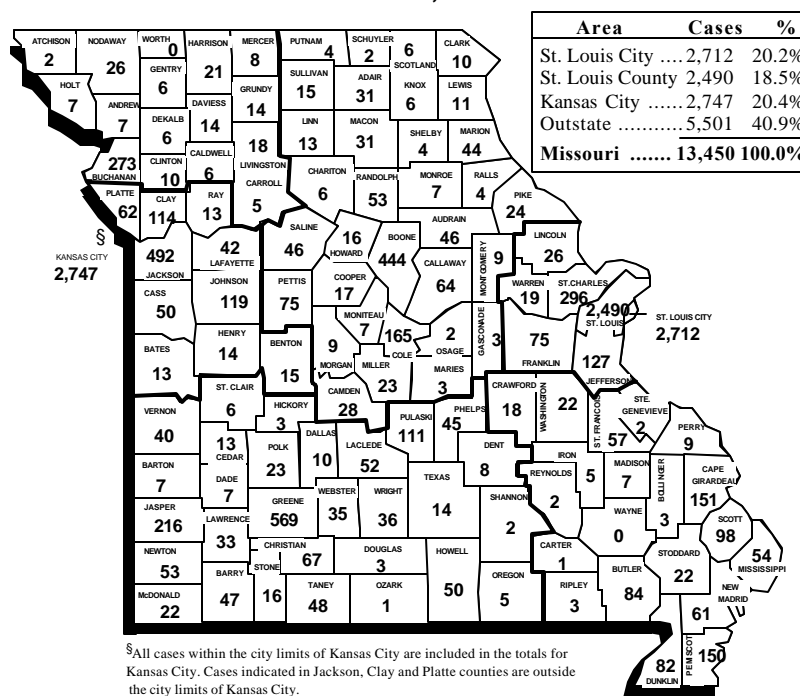 Area Cases %
St. Louis City .... 2,712 20.2%
St. Louis County 2,490 18.5%
Kansas City ...... 2,747 20.4%
Outstate .......... 5,501 40.9%
Missouri ....... 13,450 100.0%
ATCHISON
2
NODAWAY
26
WORTH
0
HARRISON
21
MERCER
8
PUTNAM
4
SCHUYLER
2
6
SCOTLAND
CLARK
10
HOLT
7
GENTRY
6
SULLIVAN
15
ADAIR
31
KNOX
6
LEWIS
11
ANDREW
7
DEKALB
6
DAVIESS
14
GRUNDY
14
LINN
13
MACON
31
SHELBY
4
MARION
44
273
BUCHANAN
CLINTON
10
CALDWELL
6
18
LIVINGSTON
CHARITON
6
RANDOLPH
53
MONROE
7
RALLS
4
PLATTE
62
CLAY
114
RAY
13
CARROLL
5
PIKE
24
§
KANSAS CITY
2,747
492
JACKSON
42
LAFAYETTE
SALINE
46
16
HOWARD
BOONE
444
AUDRAIN
46
CALLAWAY
64
MONTGOMERY
9
LINCOLN
26
CASS
50
JOHNSON
119
PETTIS
75
COOPER
17
MONITEAU
7
165
COLE
2
OSAGE
GASCONADE
3
WARREN
19
ST.CHARLES
296
2,490
ST. LOUIS
ST. LOUIS CITY
2,712
BATES
13
HENRY
14
BENTON
15
9
MORGAN
MILLER
23
MARIES
3
75
FRANKLIN
127
JEFFERSON
VERNON
40
ST. CLAIR
6
HICKORY
3
CAMDEN
28
PULASKI
111
PHELPS
45
CRAWFORD
18
WASHINGTON
22
ST. FRANCOIS
57
STE.
GENEVIEVE
2
PERRY
9
BARTON
7
13
CEDAR
POLK
23
DALLAS
10
LACLEDE
52
DENT
8
IRON
5
REYNOLDS
2
MADISON
7
BOLLINGER
3
CAPE
GIRARDEAU
151
DADE
7
JASPER
216
LAWRENCE
33
GREENE
569
WEBSTER
35
WRIGHT
36
TEXAS
14
SHANNON
2
WAYNE
0
SCOTT
98
NEWTON
53
CHRISTIAN
67
DOUGLAS
3
HOWELL
50
CARTER
1
BUTLER
84
STODDARD
22
54
MISSISSIPPI
McDONALD
22
BARRY
47
STONE
16
TANEY
48
OZARK
1
OREGON
5
RIPLEY
3
NEW
MADRID
61
82
DUNKLIN
PEMISCOT
150
§All cases within the city limits of Kansas City are included in the totals for
Kansas City. Cases indicated in Jackson, Clay and Platte counties are outside
the city limits of Kansas City.